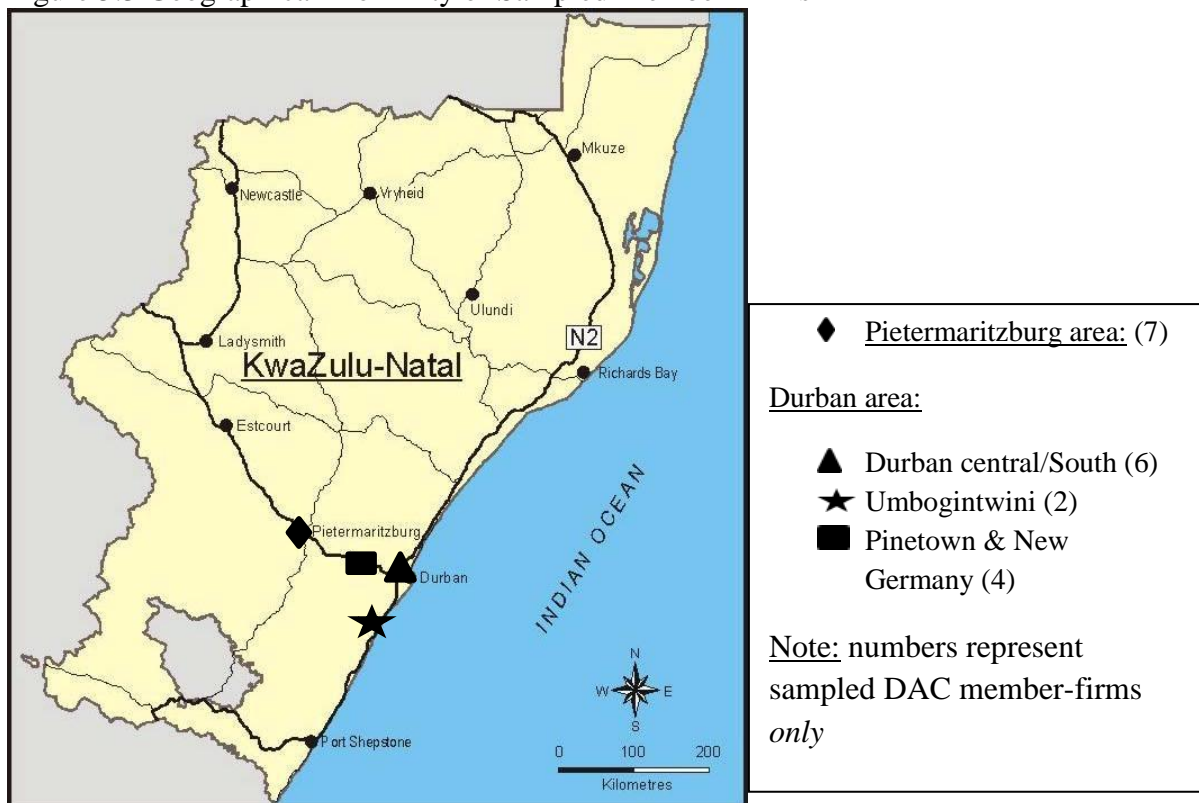 Mkuze
Newcastle
Vryheid
Ulundi
N2
Ladysmith
KwaZulu-Natal
Richards Bay
Estcourt
Pietermaritzburg
Durban
INDIAN OCEAN
N
W E
S
Port Shepstone
0 100 200
Kilometres
Pietermaritzburg area: (7)
Durban area:
Durban central/South (6)
Umbogintwini (2)
Pinetown & New
Germany (4)
Note: numbers represent
sampled DAC member-firms
only